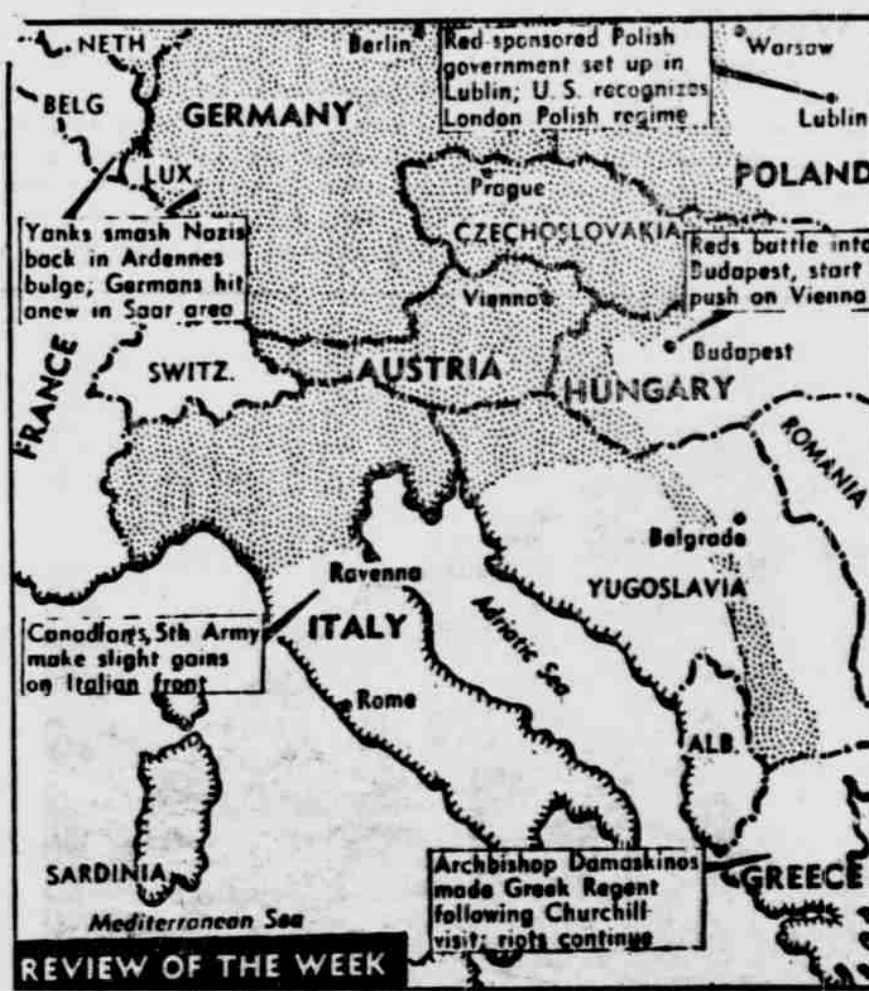 NETH
Berlin
Red-sponsored Polish
government set up in
Lublin; U. S. recognizes
London Polish regime
Warsaw
Lublin
BELG
GERMANY
LUX.
POLAND
Prague
CZECHOSLOVAKIA
Yanks smash Nazis
back in Ardennes
bulge; Germans hit
anew in Saar area
Reds battle into
Budapest, start
push on Vienna
Vienna
Budapest
FRANCE
SWITZ.
AUSTRIA
HUNGARY
ROMANIA
Belgrade
YUGOSLAVIA
Ravenna
ITALY
Adriatic Sea
Canadians, 5th Army
make slight gains
on Italian front
Rome
ALB.
SARDINIA
Mediterranean Sea
Archbishop Damaskinos
made Greek Regent
following Churchill
visit; riots continue
GREECE
REVIEW OF THE WEEK